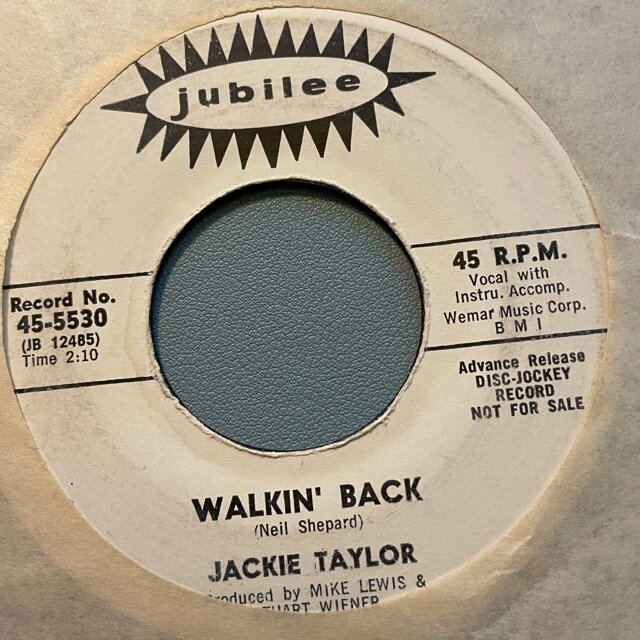 jubilee
Record No.
45-5530
(JB 12485)
Time 2:10
45 R.P.M.
Vocal with
Instru. Accomp.
Wemar Music Corp.
B M I
Advance Release
DISC-JOCKEY
RECORD
NOT FOR SALE
WALKIN' BACK
(Neil Shepard)
JACKIE TAYLOR
roduced by MIKE LEWIS &
WIENER